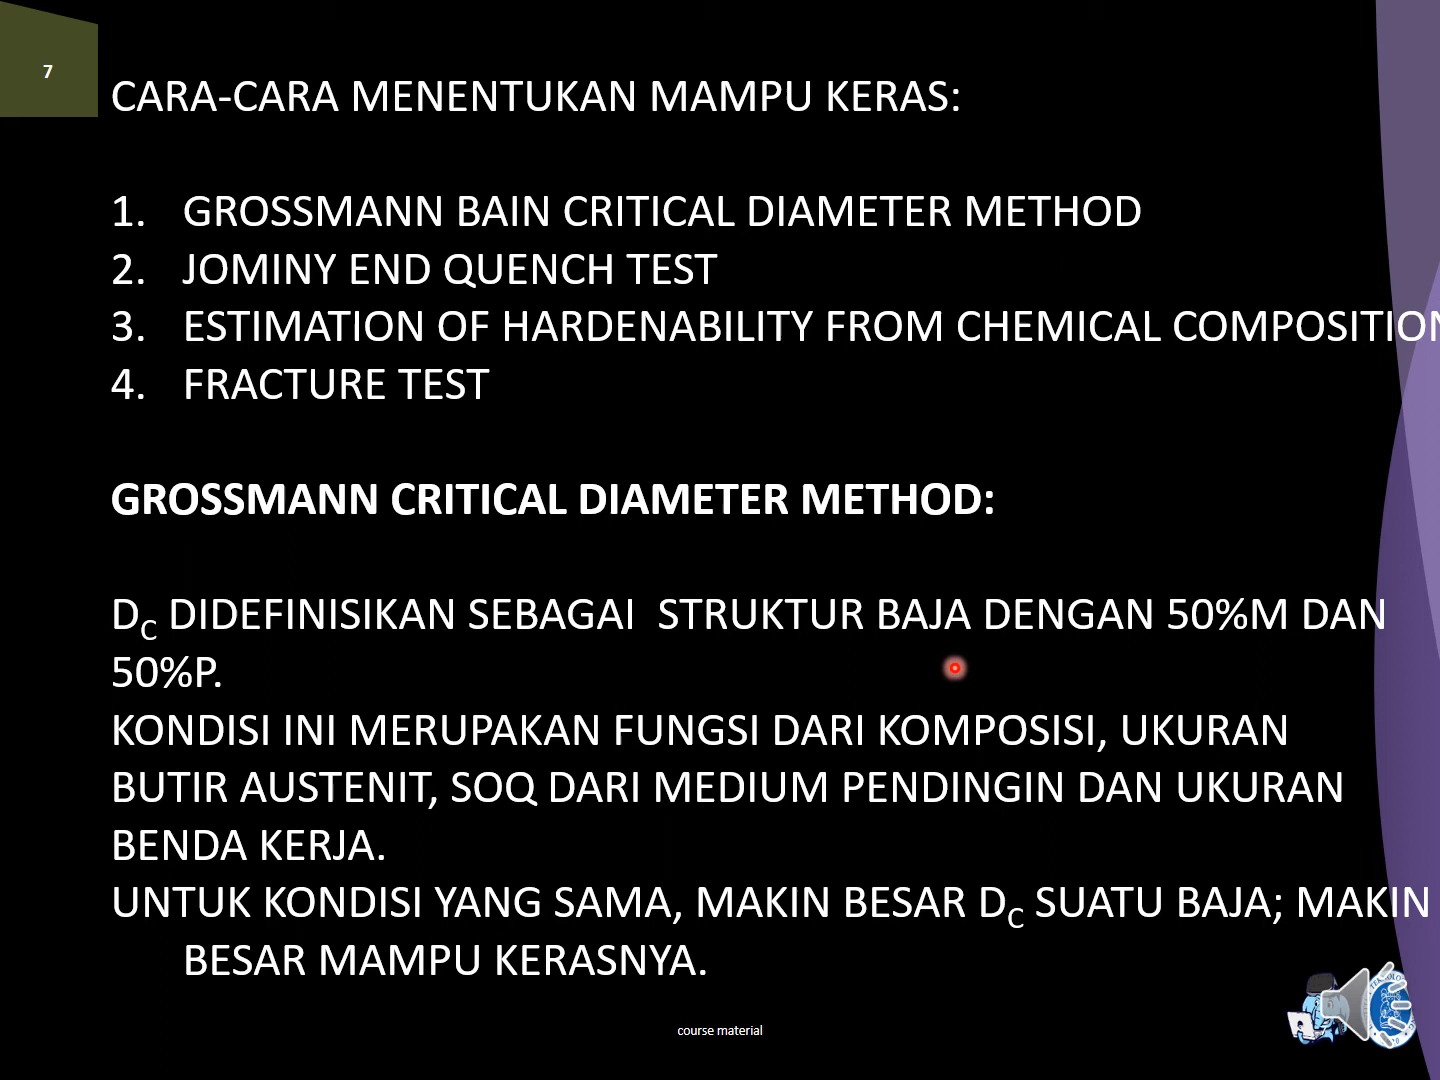 7
CARA-CARA MENENTUKAN MAMPU KERAS:
1. GROSSMANN BAIN CRITICAL DIAMETER METHOD
2. JOMINY END QUENCH TEST
3. ESTIMATION OF HARDENABILITY FROM CHEMICAL COMPOSITION
4. FRACTURE TEST
GROSSMANN CRITICAL DIAMETER METHOD:
DC DIDEFINISIKAN SEBAGAI STRUKTUR BAJA DENGAN 50%M DAN
50%P.
KONDISI INI MERUPAKAN FUNGSI DARI KOMPOSISI, UKURAN
BUTIR AUSTENIT, SOQ DARI MEDIUM PENDINGIN DAN UKURAN
BENDA KERJA.
UNTUK KONDISI YANG SAMA, MAKIN BESAR DC SUATU BAJA; MAKIN
BESAR MAMPU KERASNYA.
course material